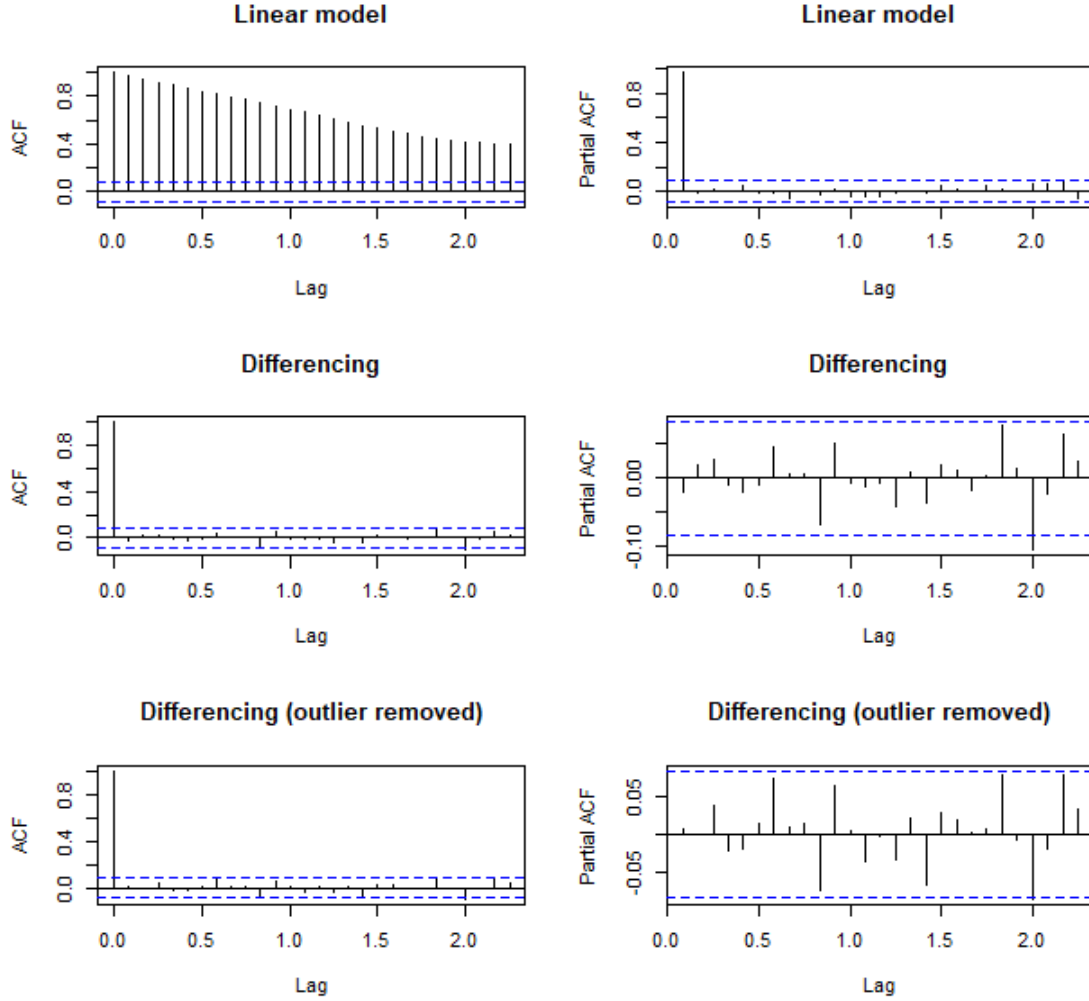 Linear model
ACF
0.0 0.4 0.8
0.0 0.5 1.0 1.5 2.0
Lag
Linear model
Partial ACF
0.0 0.4 0.8
0.0 0.5 1.0 1.5 2.0
Lag
Differencing
ACF
0.0 0.4 0.8
0.0 0.5 1.0 1.5 2.0
Lag
Differencing
Partial ACF
-0.10 0.00
0.0 0.5 1.0 1.5 2.0
Lag
Differencing (outlier removed)
ACF
0.0 0.4 0.8
0.0 0.5 1.0 1.5 2.0
Lag
Differencing (outlier removed)
Partial ACF
-0.05 0.05
0.0 0.5 1.0 1.5 2.0
Lag